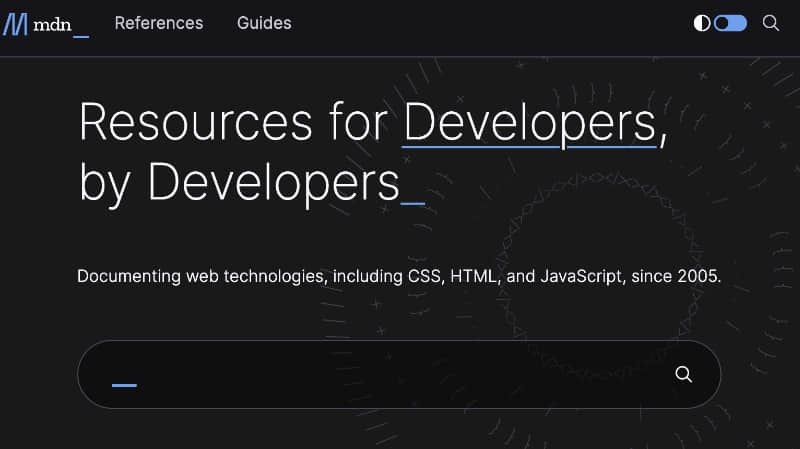 mdn_
References
Guides
Resources for Developers,
by Developers_
Documenting web technologies, including CSS, HTML, and JavaScript, since 2005.